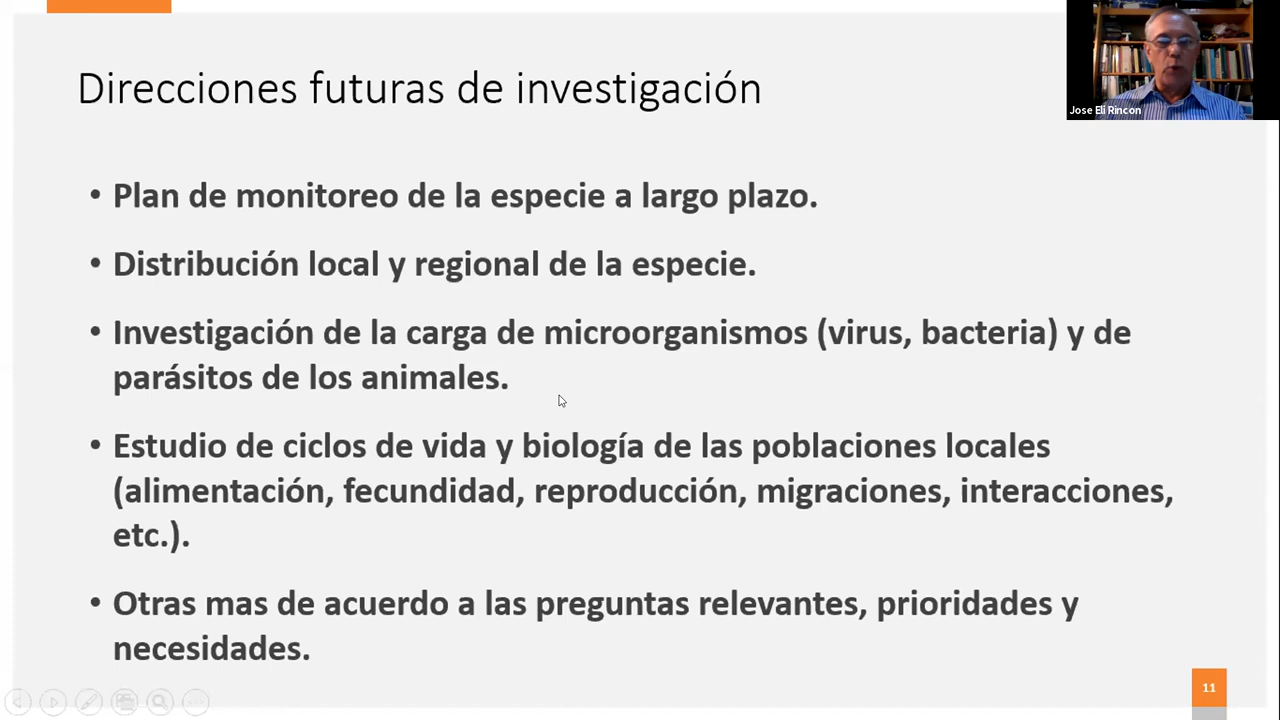 Direcciones futuras de investigación
Jose Eli Rincon
• Plan de monitoreo de la especie a largo plazo.
• Distribución local y regional de la especie.
• Investigación de la carga de microorganismos (virus, bacteria) y de
parásitos de los animales.
• Estudio de ciclos de vida y biología de las poblaciones locales
(alimentación, fecundidad, reproducción, migraciones, interacciones,
etc.).
• Otras mas de acuerdo a las preguntas relevantes, prioridades y
necesidades.
11